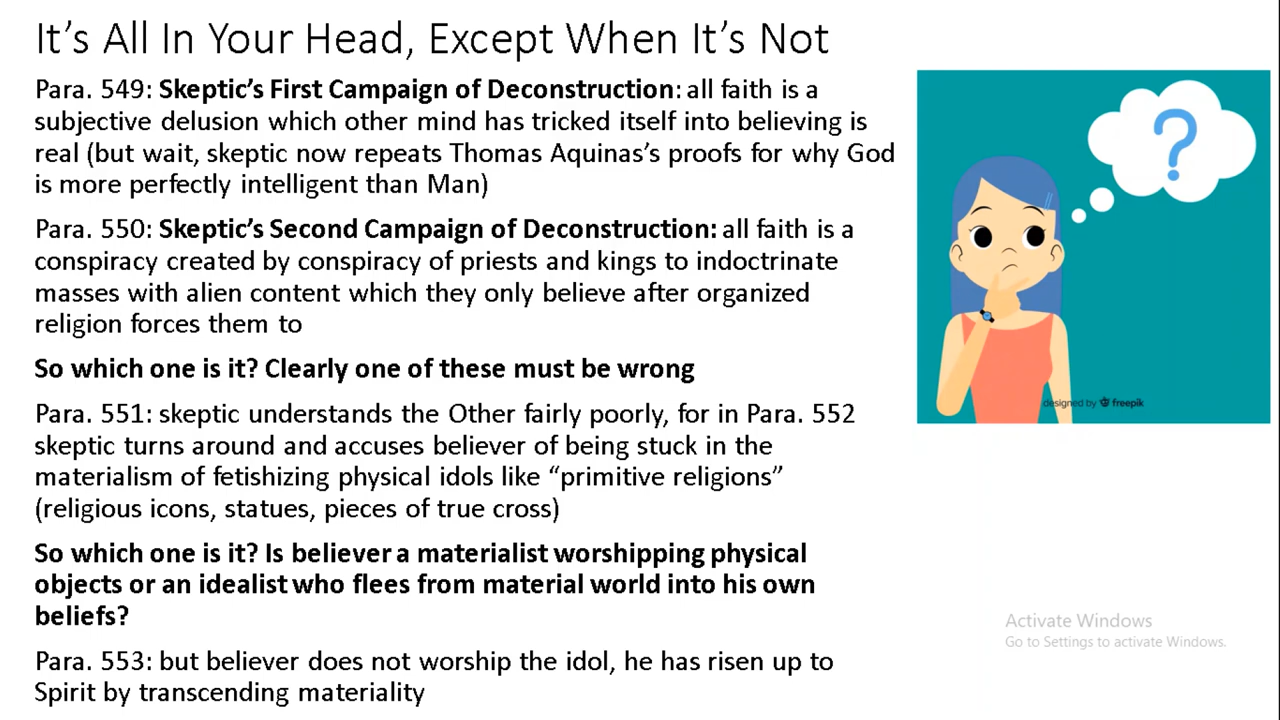 It's All In Your Head, Except When It's Not
Para. 549: Skeptic's First Campaign of Deconstruction: all faith is a
subjective delusion which other mind has tricked itself into believing is
real (but wait, skeptic now repeats Thomas Aquinas's proofs for why God
is more perfectly intelligent than Man)
Para. 550: Skeptic's Second Campaign of Deconstruction: all faith is a
conspiracy created by conspiracy of priests and kings to indoctrinate
masses with alien content which they only believe after organized
religion forces them to
So which one is it? Clearly one of these must be wrong
Para. 551: skeptic understands the Other fairly poorly, for in Para. 552
skeptic turns around and accuses believer of being stuck in the
materialism of fetishizing physical idols like “primitive religions”
(religious icons, statues, pieces of true cross)
So which one is it? Is believer a materialist worshipping physical
objects or an idealist who flees from material world into his own
beliefs?
Para. 553: but believer does not worship the idol, he has risen up to
Spirit by transcending materiality
?
designed by freepik
Activate Windows
Go to Settings to activate Windows.